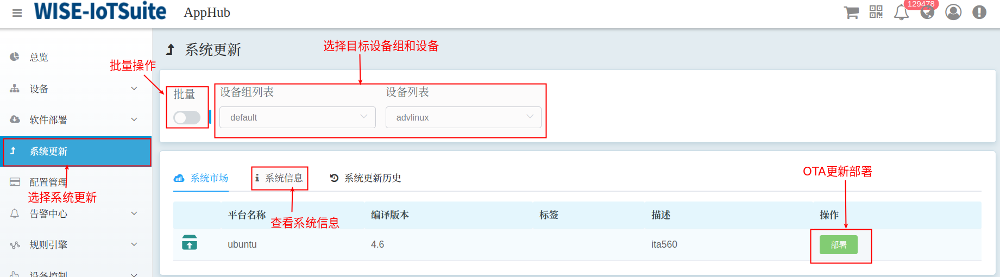 WISE-IoTSuite
AppHub
129478
总览
设备
软件部署
系统更新
配置管理
选择系统更新
告警中心
规则引擎
设备控制
系统更新
选择目标设备组和设备
批量操作
批量
设备组列表
设备列表
default
advlinux
系统市场
系统信息
系统更新历史
OTA更新部署
查看系统信息
平台名称
编译版本
标签
描述
操作
ubuntu
4.6
ita560
部署